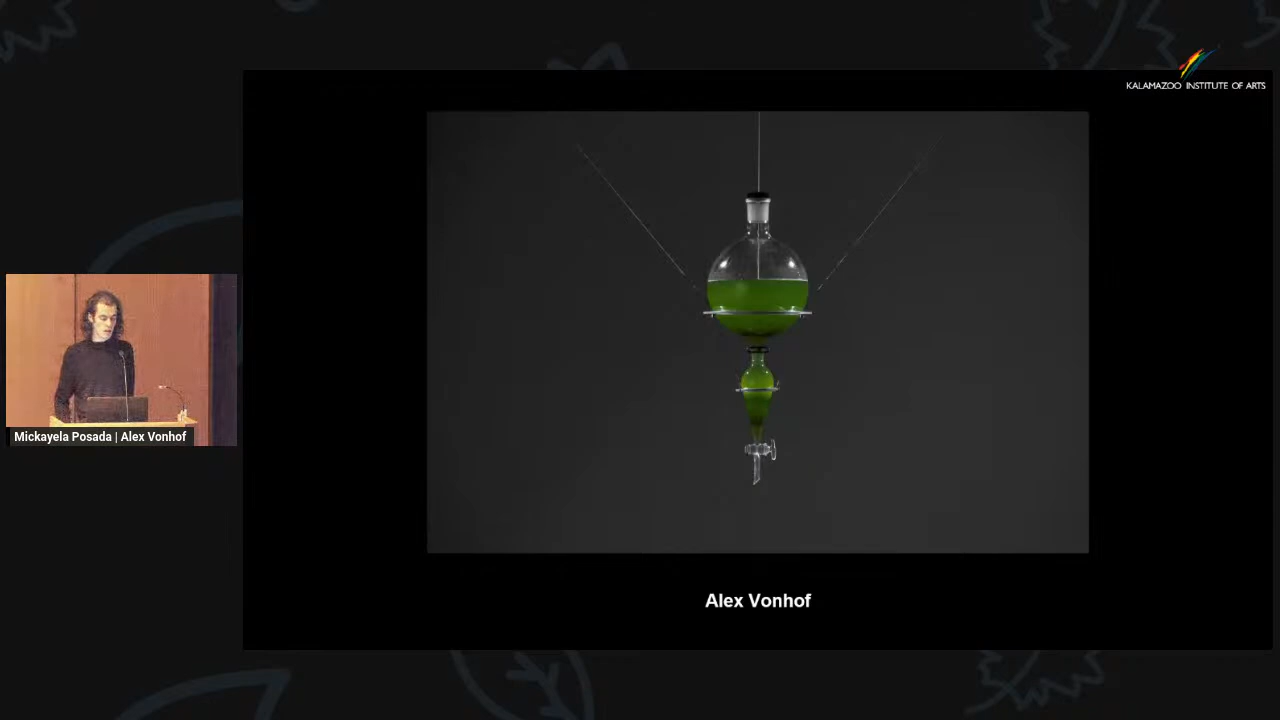 KALAMAZOO INSTITUTE OF ARTS
Mickayela Posada | Alex Vonhof
Alex Vonhof